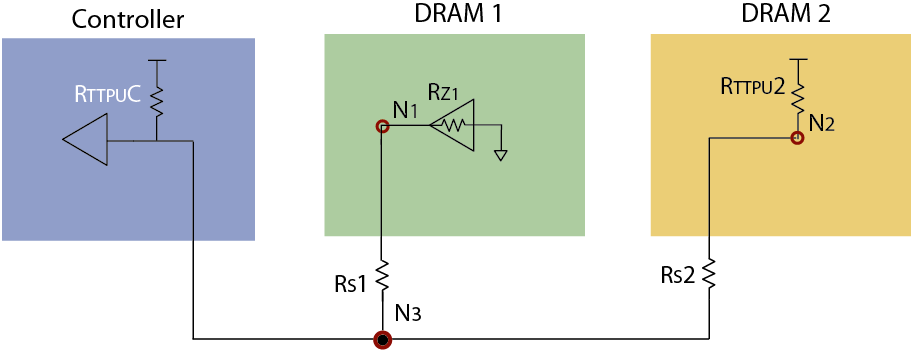 Controller
DRAM 1
DRAM 2
RTTPUC
N1
RZ1
RTTPU2
N2
RS1
RS2
N3